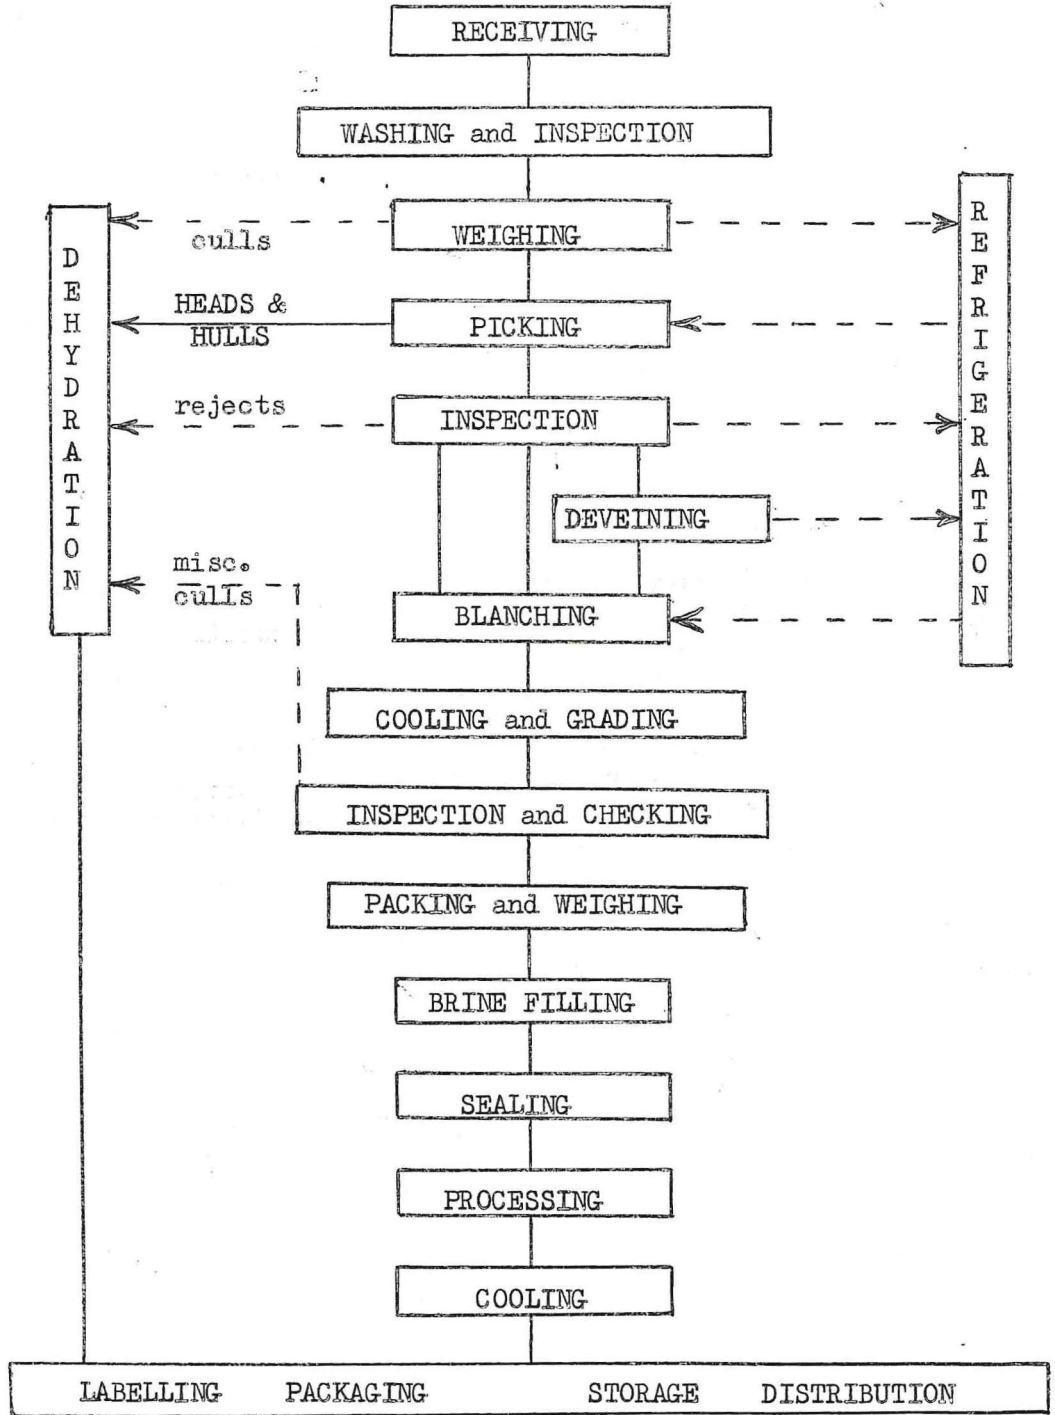 RECEIVING
WASHING and INSPECTION
WEIGHING
culls
PICKING
HEADS &
HULLS
INSPECTION
rejects
DEVEINING
BLANCHING
misc.
culls
DEHYDRATION
REFRIGERATION
COOLING and GRADING
INSPECTION and CHECKING
PACKING and WEIGHING
BRINE FILLING
SEALING
PROCESSING
COOLING
LABELLING PACKAGING STORAGE DISTRIBUTION